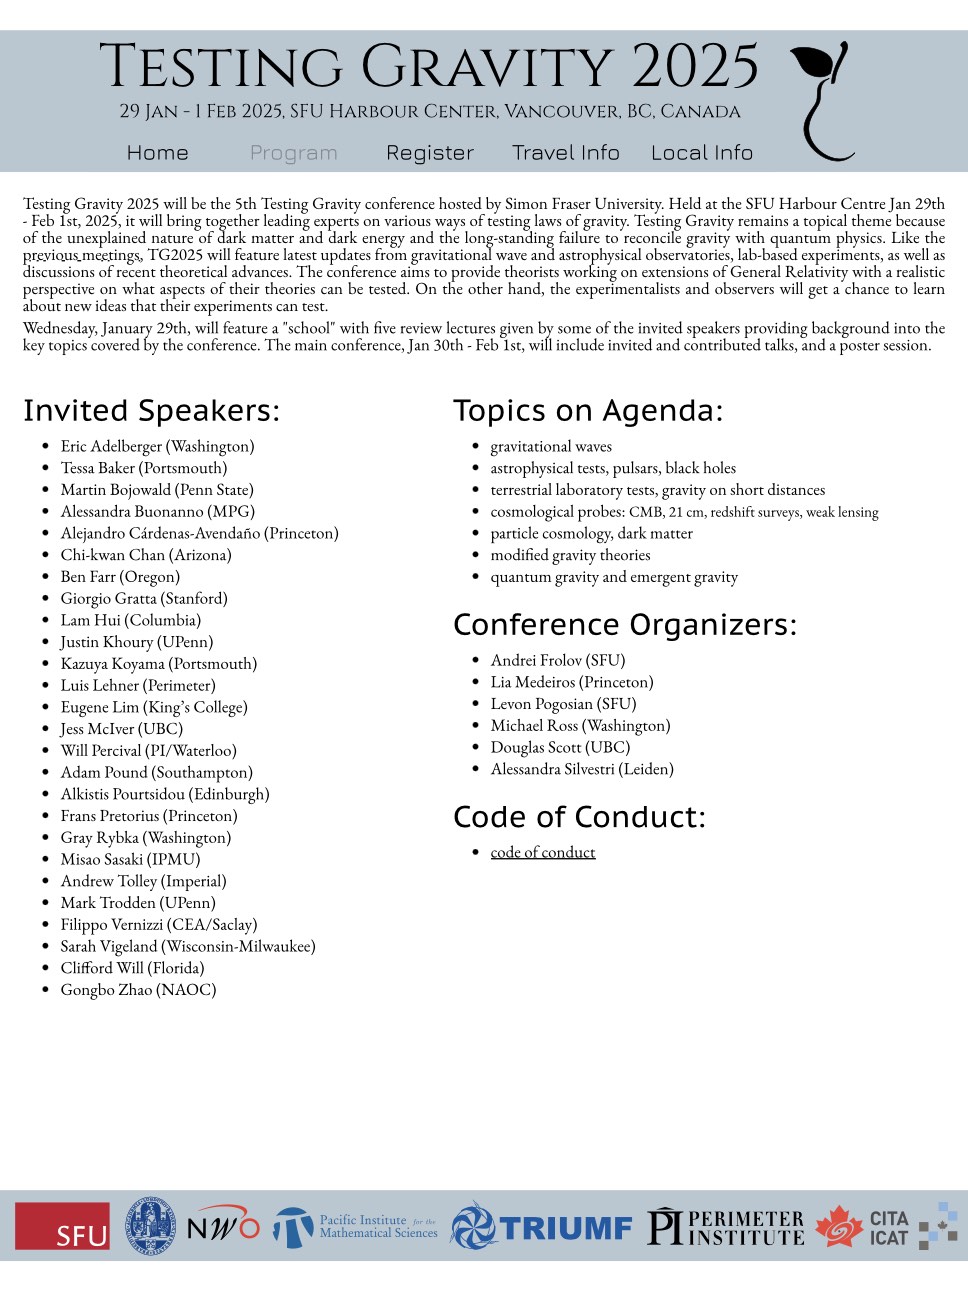 Testing Gravity 2025
29 Jan - 1 Feb 2025, SFU Harbour Center, Vancouver, BC, Canada
Home Program Register Travel Info Local Info
Testing Gravity 2025 will be the 5th Testing Gravity conference hosted by Simon Fraser University. Held at the SFU Harbour Centre Jan 29th
- Feb 1st, 2025, it will bring together leading experts on various ways of testing laws of gravity. Testing Gravity remains a topical theme because
of the unexplained nature of dark matter and dark energy and the long-standing failure to reconcile gravity with quantum physics. Like the
previous meetings, TG2025 will feature latest updates from gravitational wave and astrophysical observatories, lab-based experiments, as well as
discussions of recent theoretical advances. The conference aims to provide theorists working on extensions of General Relativity with a realistic
perspective on what aspects of their theories can be tested. On the other hand, the experimentalists and observers will get a chance to learn
about new ideas that their experiments can test.
Wednesday, January 29th, will feature a "school" with five review lectures given by some of the invited speakers providing background into the
key topics covered by the conference. The main conference, Jan 30th - Feb 1st, will include invited and contributed talks, and a poster session.
Invited Speakers:
• Eric Adelberger (Washington)
• Tessa Baker (Portsmouth)
• Martin Bojowald (Penn State)
• Alessandra Buonanno (MPG)
• Alejandro Cárdenas-Avendaño (Princeton)
• Chi-kwan Chan (Arizona)
• Ben Farr (Oregon)
• Giorgio Gratta (Stanford)
• Lam Hui (Columbia)
• Justin Khoury (UPenn)
• Kazuya Koyama (Portsmouth)
• Luis Lehner (Perimeter)
• Eugene Lim (King’s College)
• Jess McIver (UBC)
• Will Percival (PI/Waterloo)
• Adam Pound (Southampton)
• Alkistis Pourtsidou (Edinburgh)
• Frans Pretorius (Princeton)
• Gray Rybka (Washington)
• Misao Sasaki (IPMU)
• Andrew Tolley (Imperial)
• Mark Trodden (UPenn)
• Filippo Vernizzi (CEA/Saclay)
• Sarah Vigeland (Wisconsin-Milwaukee)
• Clifford Will (Florida)
• Gongbo Zhao (NAOC)
Topics on Agenda:
• gravitational waves
• astrophysical tests, pulsars, black holes
• terrestrial laboratory tests, gravity on short distances
• cosmological probes: CMB, 21 cm, redshift surveys, weak lensing
• particle cosmology, dark matter
• modified gravity theories
• quantum gravity and emergent gravity
Conference Organizers:
• Andrei Frolov (SFU)
• Lia Medeiros (Princeton)
• Levon Pogosian (SFU)
• Michael Ross (Washington)
• Douglas Scott (UBC)
• Alessandra Silvestri (Leiden)
Code of Conduct:
• code of conduct
SFU
NWO
Pacific Institute for the
Mathematical Sciences
TRIUMF
PI PERIMETER
INSTITUTE
CITA
ICAT